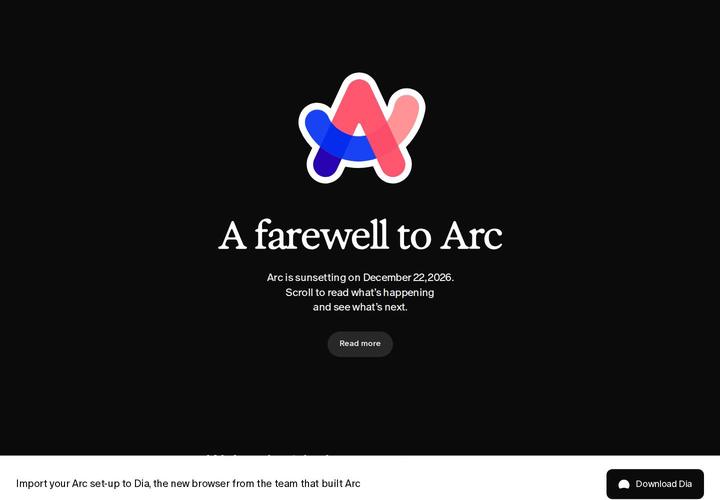 A farewell to Arc
Arc is sunsetting on December 22, 2026.
Scroll to read what's happening
and see what's next.
Read more
Import your Arc set-up to Dia, the new browser from the team that built Arc
Download Dia